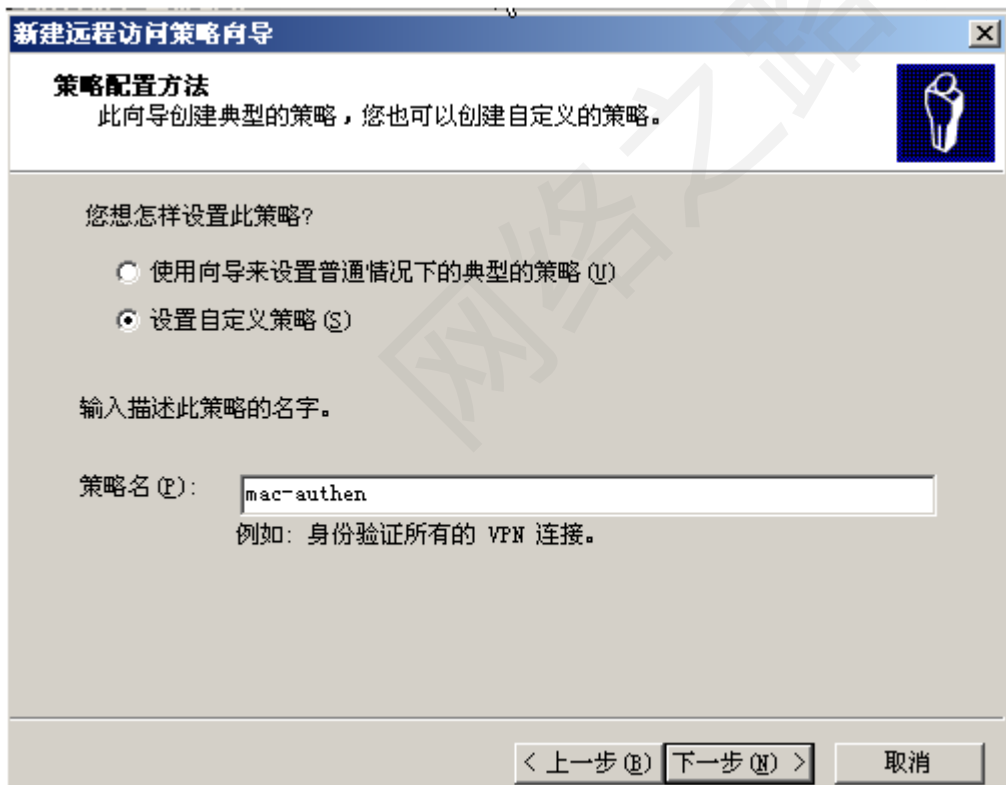 新建远程访问策略向导
策略配置方法
此向导创建典型的策略，您也可以创建自定义的策略。
您想怎样设置此策略?
使用向导来设置普通情况下的典型的策略(U)
设置自定义策略(S)
输入描述此策略的名字。
策略名(P):
mac-authen
例如: 身份验证所有的 VPN 连接。
< 上一步(B)
下一步(N) >
取消
网络之路